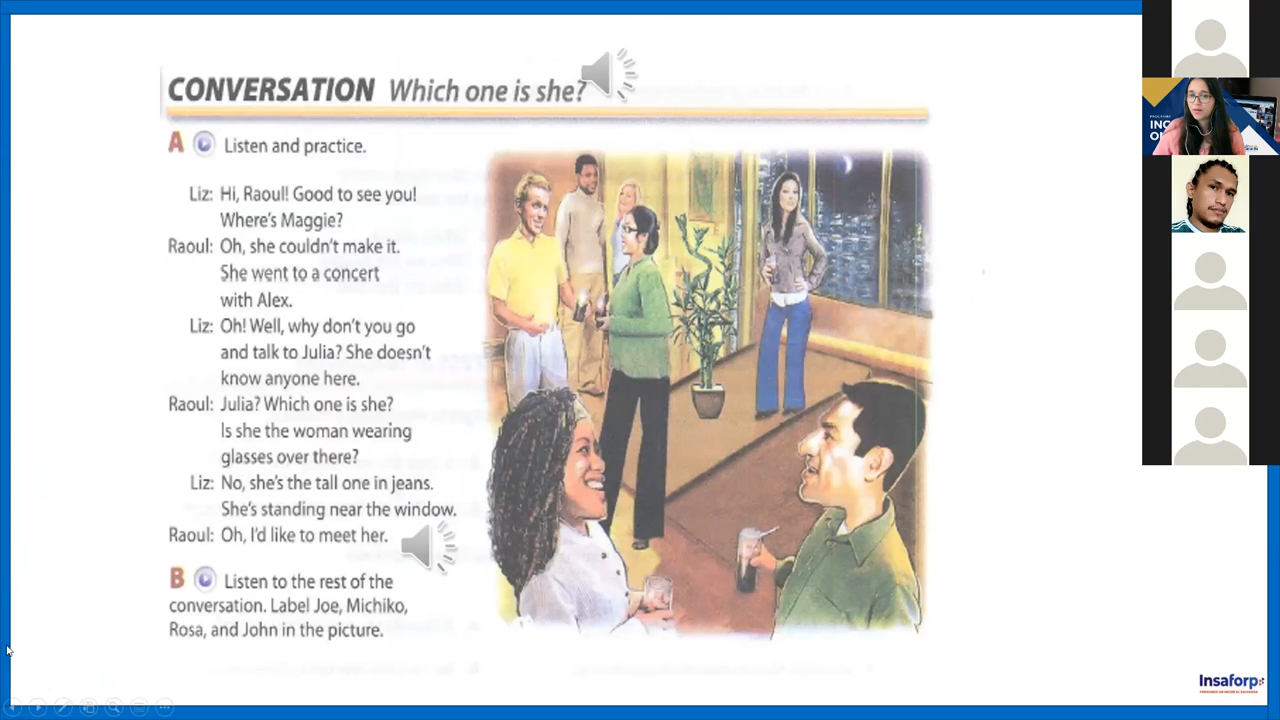 CONVERSATION Which one is she?
A Listen and practice.
Liz: Hi, Raoul! Good to see you!
Where's Maggie?
Raoul: Oh, she couldn't make it.
She went to a concert
with Alex.
Liz: Oh! Well, why don't you go
and talk to Julia? She doesn't
know anyone here.
Raoul: Julia? Which one is she?
Is she the woman wearing
glasses over there?
Liz: No, she's the tall one in jeans.
She's standing near the window.
Raoul: Oh, I'd like to meet her.
B Listen to the rest of the
conversation. Label Joe, Michiko,
Rosa, and John in the picture.
Insaforp